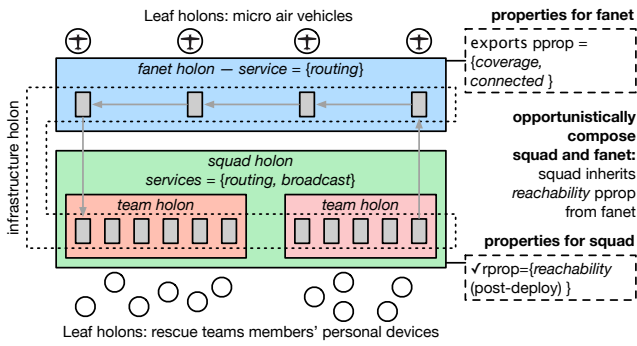 Leaf holons: micro air vehicles
properties for fanet
exports pprop =
{coverage,
connected }
fanet holon — service = {routing}
infrastructure holon
opportunistically
compose
squad and fanet:
squad inherits
reachability pprop
from fanet
squad holon
services = {routing, broadcast}
team holon
team holon
properties for squad
✓rprop={reachability
(post-deploy) }
Leaf holons: rescue teams members' personal devices